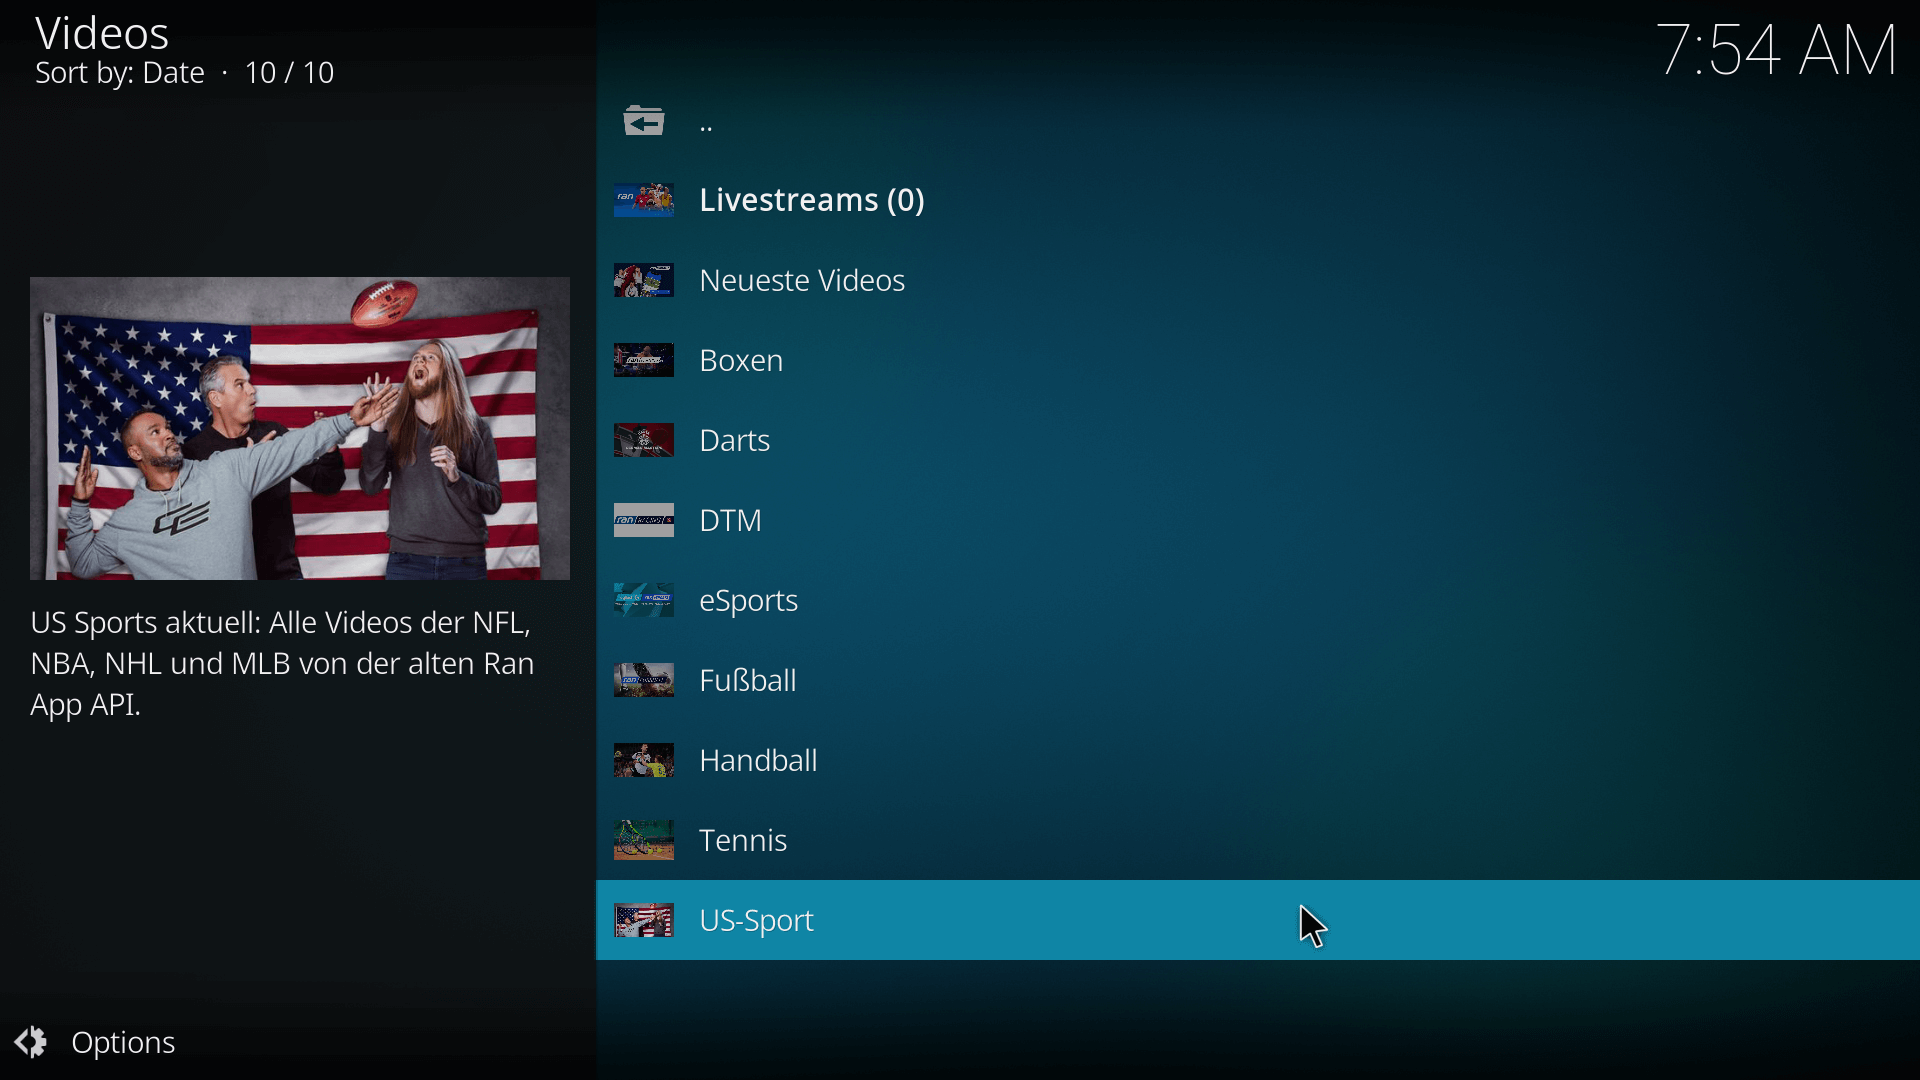 Videos
Sort by: Date · 10 / 10
7:54 AM
..
Livestreams (0)
Neueste Videos
Boxen
Darts
DTM
eSports
Fußball
Handball
Tennis
US-Sport
US Sports aktuell: Alle Videos der NFL,
NBA, NHL und MLB von der alten Ran
App API.
Options